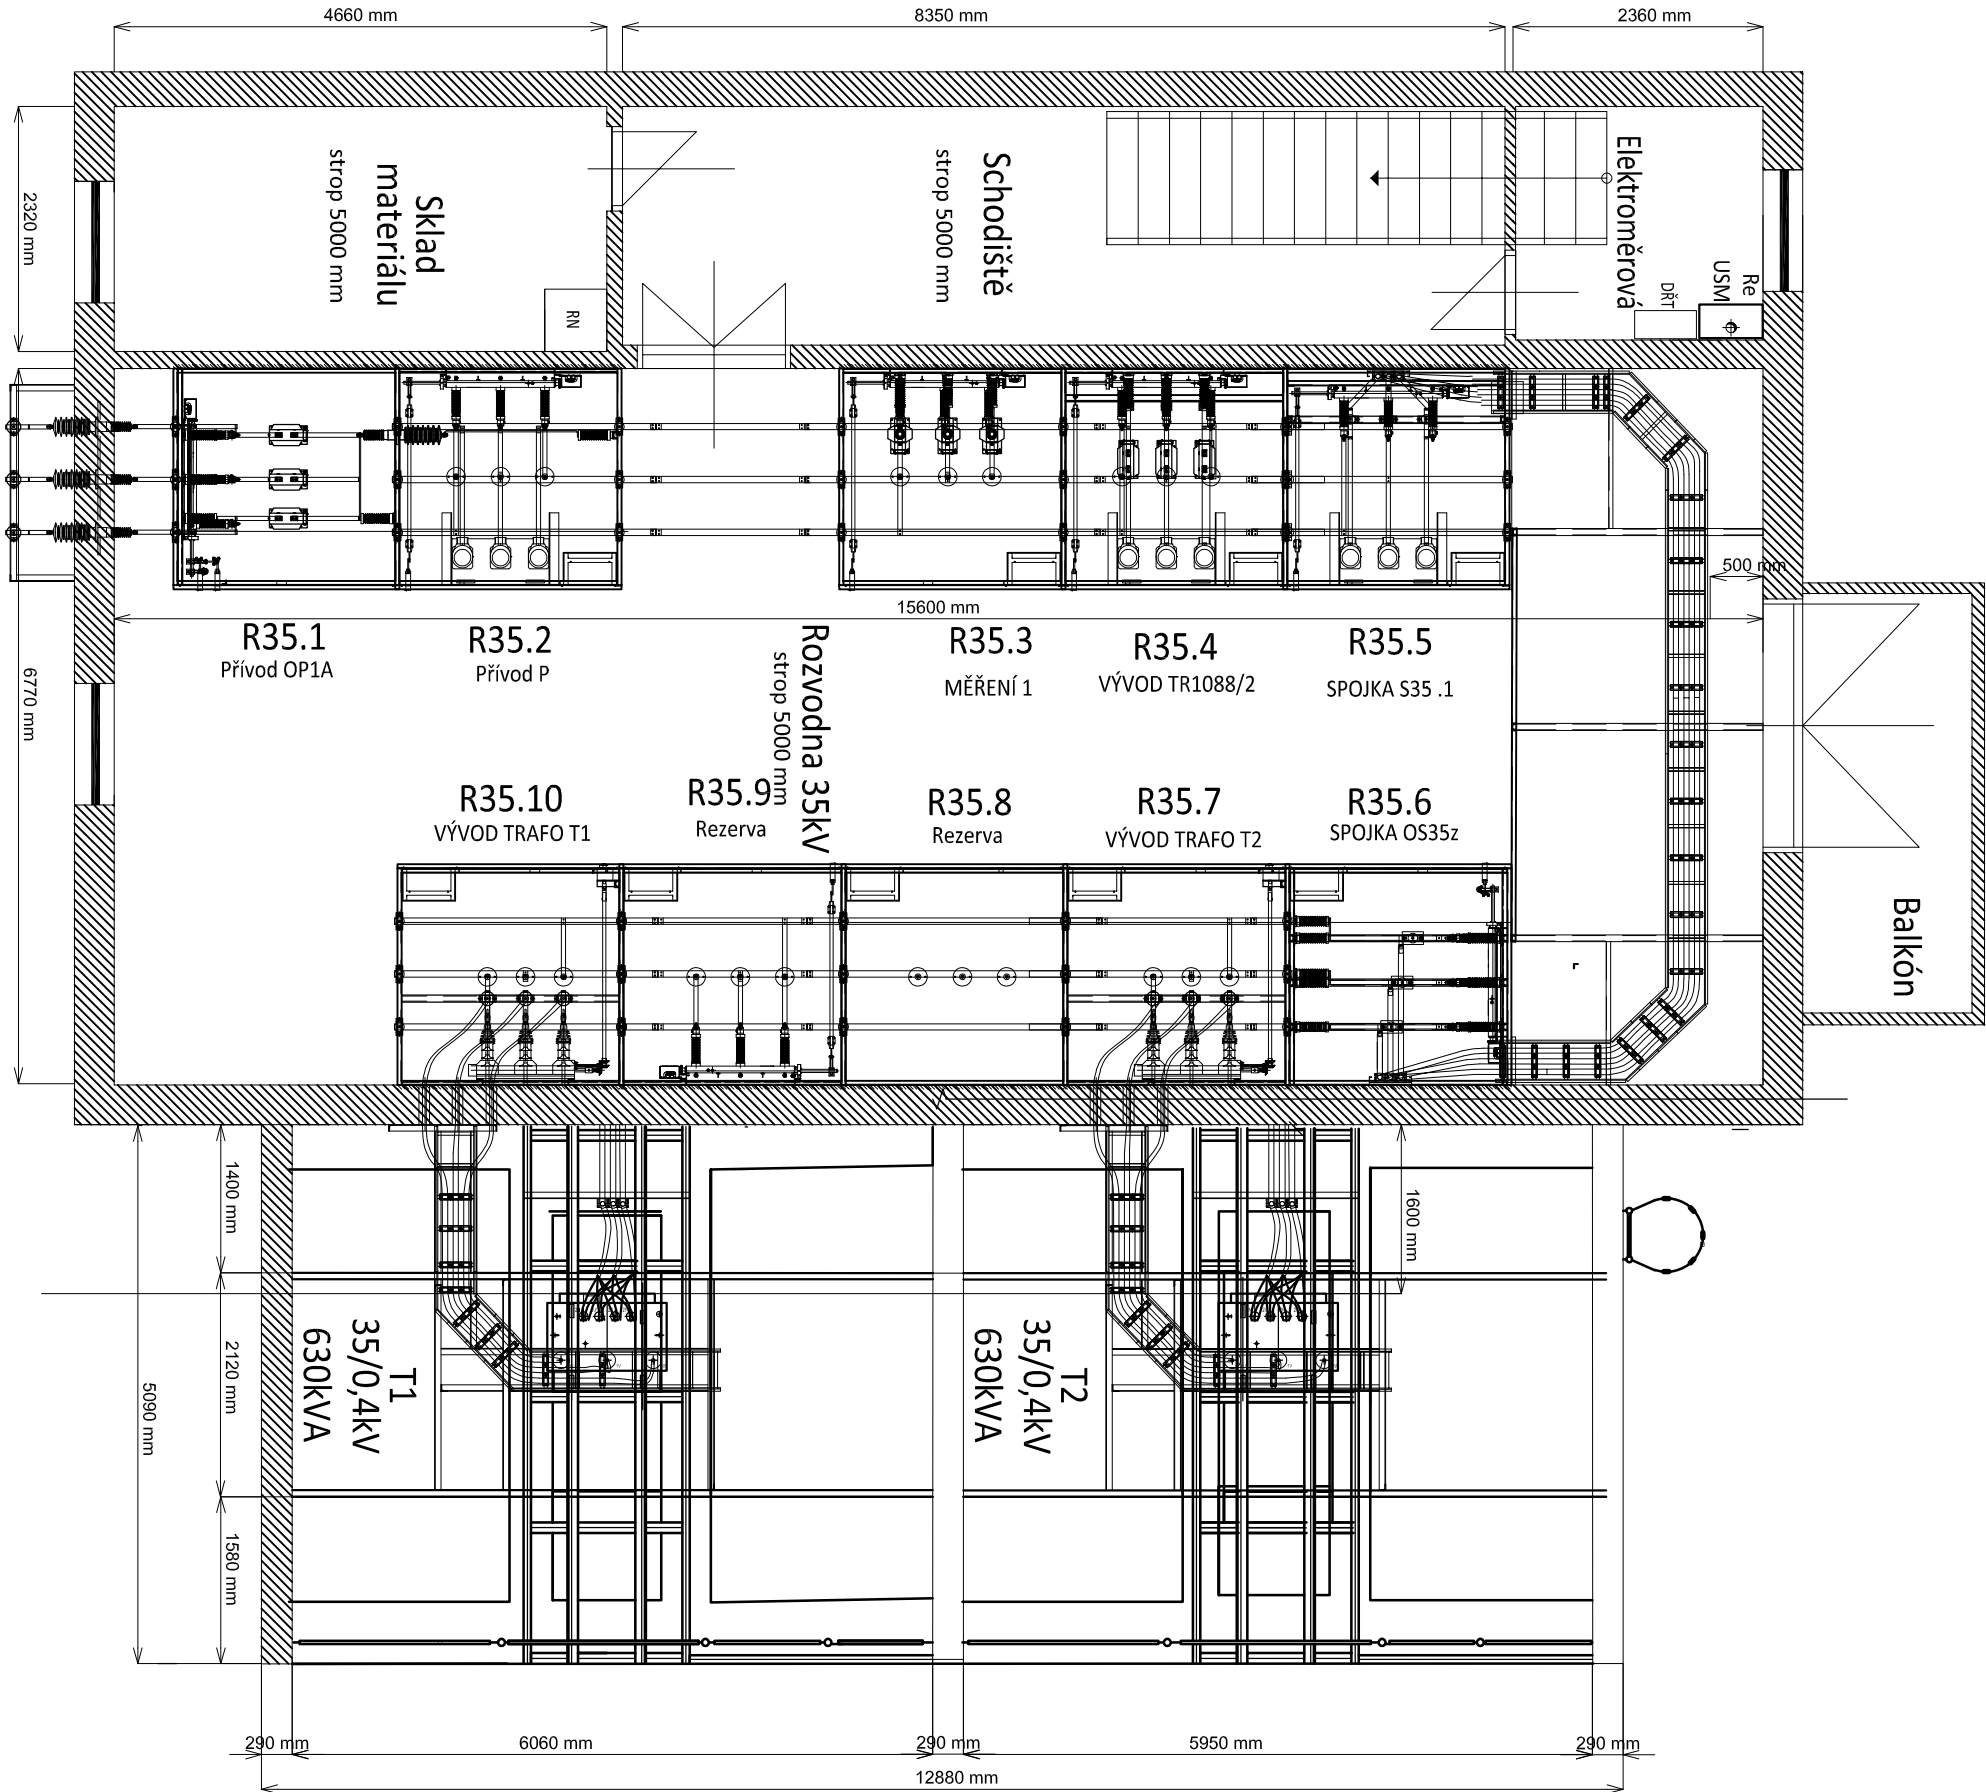 4660 mm
8350 mm
2360 mm
2320 mm
Sklad
materiálu
strop 5000 mm
RN
Schodiště
strop 5000 mm
Elektroměrová
Re
USM
DŘT
500 mm
15600 mm
6770 mm
R35.1
Přívod OP1A
R35.2
Přívod P
Rozvodna 35kV
strop 5000 mm
R35.3
MĚŘENÍ 1
R35.4
VÝVOD TR1088/2
R35.5
SPOJKA S35 .1
R35.10
VÝVOD TRAFO T1
R35.9
Rezerva
R35.8
Rezerva
R35.7
VÝVOD TRAFO T2
R35.6
SPOJKA OS35z
Balkón
1400 mm
1600 mm
2120 mm
5090 mm
1580 mm
T1
35/0,4kV
630kVA
T2
35/0,4kV
630kVA
290 mm
6060 mm
290 mm
5950 mm
290 mm
12880 mm